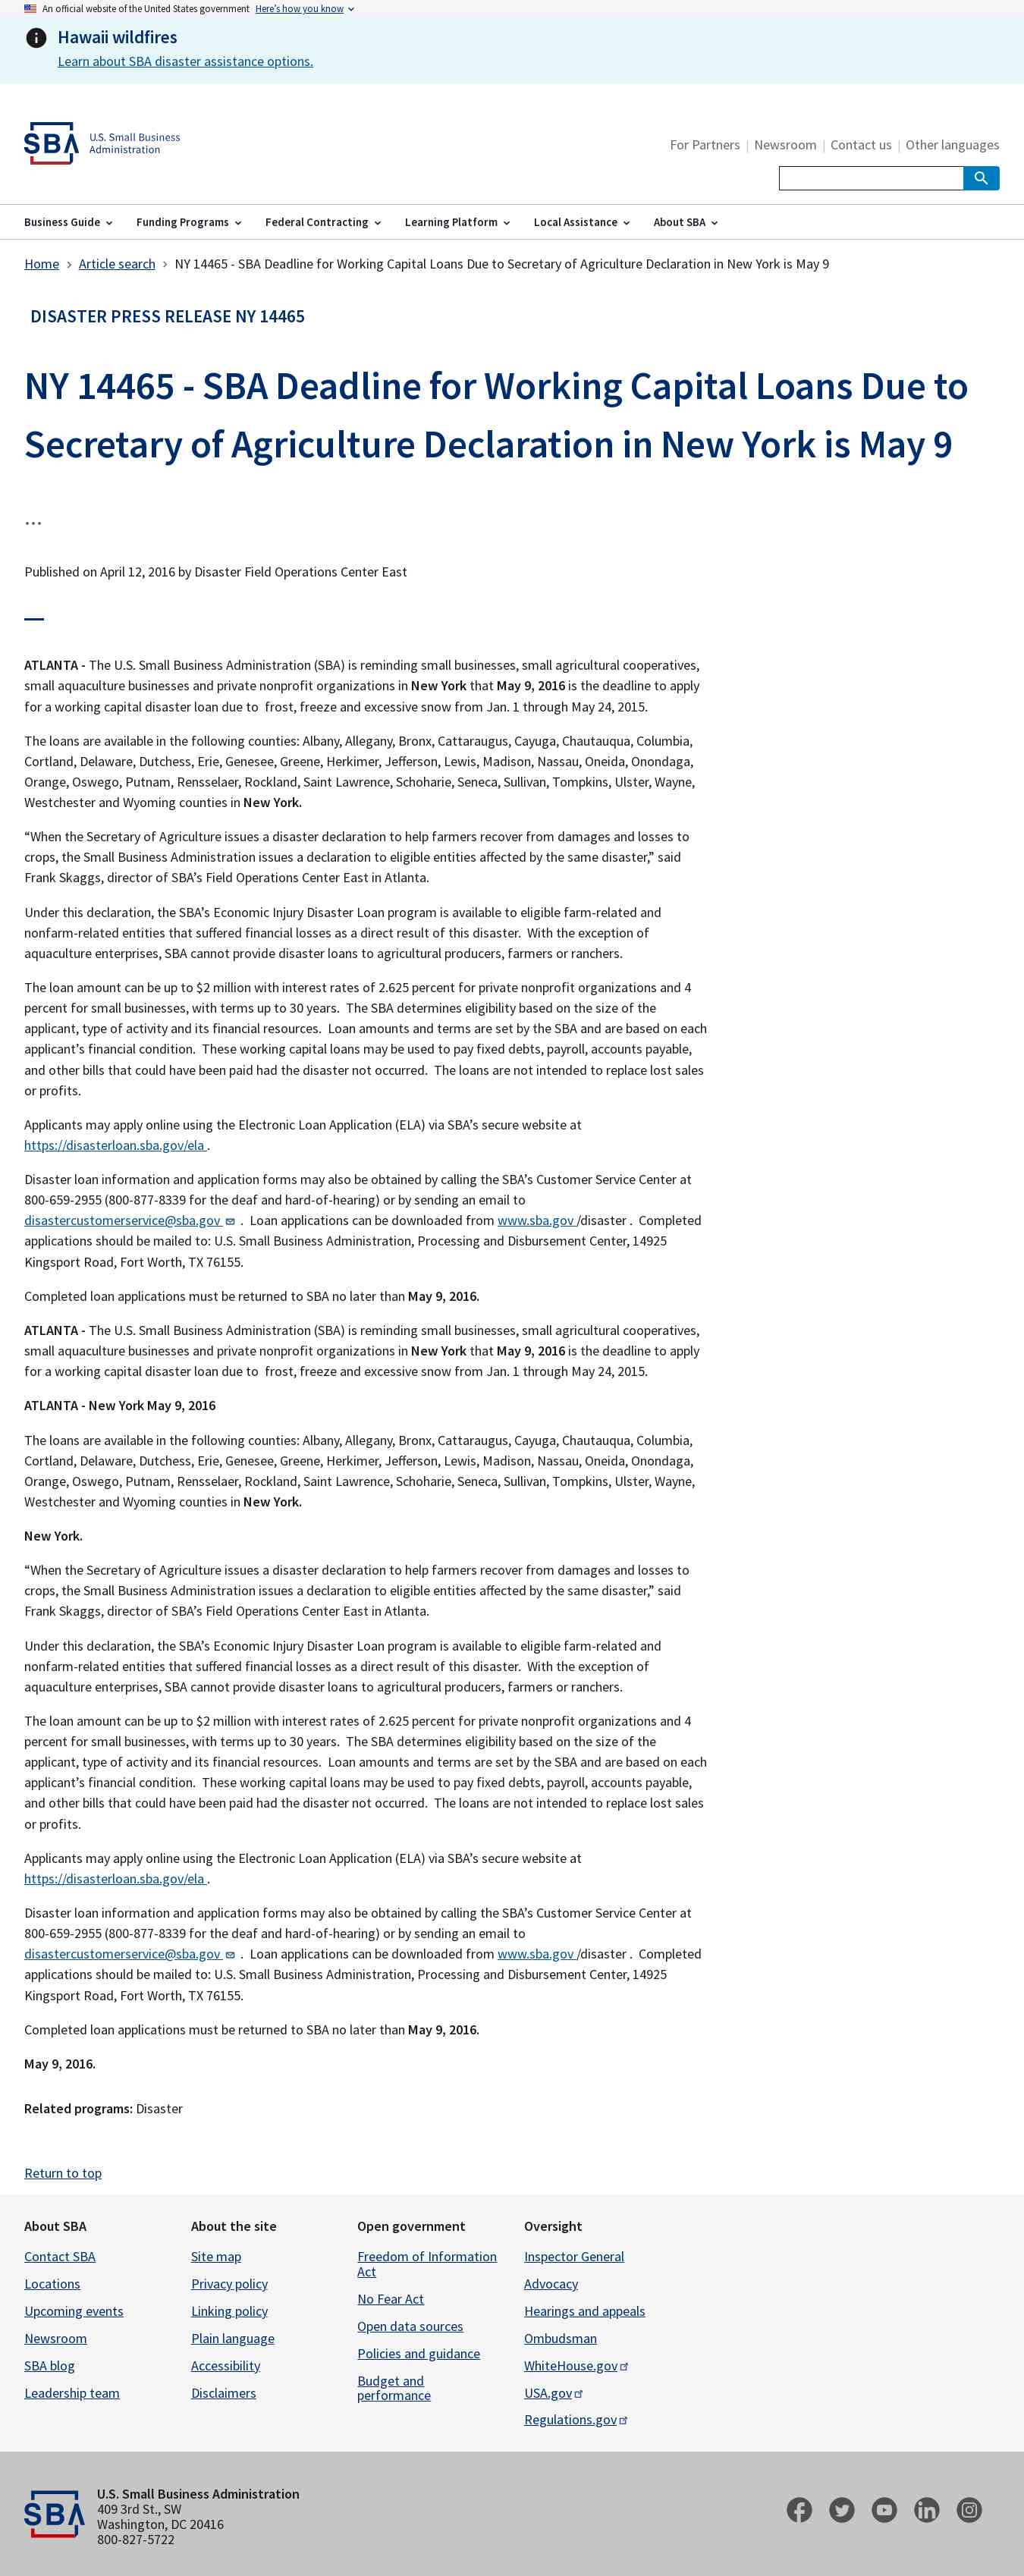 An official website of the United States government Here’s how you know
Hawaii wildfires
Learn about SBA disaster assistance options.
SBA U.S. Small Business
Administration
For Partners Newsroom Contact us Other languages
Business Guide Funding Programs Federal Contracting Learning Platform Local Assistance About SBA
Home Article search NY 14465 - SBA Deadline for Working Capital Loans Due to Secretary of Agriculture Declaration in New York is May 9
DISASTER PRESS RELEASE NY 14465
NY 14465 - SBA Deadline for Working Capital Loans Due to
Secretary of Agriculture Declaration in New York is May 9
...
Published on April 12, 2016 by Disaster Field Operations Center East
ATLANTA - The U.S. Small Business Administration (SBA) is reminding small businesses, small agricultural cooperatives,
small aquaculture businesses and private nonprofit organizations in New York that May 9, 2016 is the deadline to apply
for a working capital disaster loan due to  frost, freeze and excessive snow from Jan. 1 through May 24, 2015.
The loans are available in the following counties: Albany, Allegany, Bronx, Cattaraugus, Cayuga, Chautauqua, Columbia,
Cortland, Delaware, Dutchess, Erie, Genesee, Greene, Herkimer, Jefferson, Lewis, Madison, Nassau, Oneida, Onondaga,
Orange, Oswego, Putnam, Rensselaer, Rockland, Saint Lawrence, Schoharie, Seneca, Sullivan, Tompkins, Ulster, Wayne,
Westchester and Wyoming counties in New York.
“When the Secretary of Agriculture issues a disaster declaration to help farmers recover from damages and losses to
crops, the Small Business Administration issues a declaration to eligible entities affected by the same disaster,” said
Frank Skaggs, director of SBA’s Field Operations Center East in Atlanta.
Under this declaration, the SBA’s Economic Injury Disaster Loan program is available to eligible farm-related and
nonfarm-related entities that suffered financial losses as a direct result of this disaster.  With the exception of
aquaculture enterprises, SBA cannot provide disaster loans to agricultural producers, farmers or ranchers.
The loan amount can be up to $2 million with interest rates of 2.625 percent for private nonprofit organizations and 4
percent for small businesses, with terms up to 30 years.  The SBA determines eligibility based on the size of the
applicant, type of activity and its financial resources.  Loan amounts and terms are set by the SBA and are based on each
applicant’s financial condition.  These working capital loans may be used to pay fixed debts, payroll, accounts payable,
and other bills that could have been paid had the disaster not occurred.  The loans are not intended to replace lost sales
or profits.
Applicants may apply online using the Electronic Loan Application (ELA) via SBA’s secure website at
https://disasterloan.sba.gov/ela .
Disaster loan information and application forms may also be obtained by calling the SBA’s Customer Service Center at
800-659-2955 (800-877-8339 for the deaf and hard-of-hearing) or by sending an email to
disastercustomerservice@sba.gov .  Loan applications can be downloaded from www.sba.gov /disaster .  Completed
applications should be mailed to: U.S. Small Business Administration, Processing and Disbursement Center, 14925
Kingsport Road, Fort Worth, TX 76155.
Completed loan applications must be returned to SBA no later than May 9, 2016.
ATLANTA - The U.S. Small Business Administration (SBA) is reminding small businesses, small agricultural cooperatives,
small aquaculture businesses and private nonprofit organizations in New York that May 9, 2016 is the deadline to apply
for a working capital disaster loan due to  frost, freeze and excessive snow from Jan. 1 through May 24, 2015.
ATLANTA - New York May 9, 2016
The loans are available in the following counties: Albany, Allegany, Bronx, Cattaraugus, Cayuga, Chautauqua, Columbia,
Cortland, Delaware, Dutchess, Erie, Genesee, Greene, Herkimer, Jefferson, Lewis, Madison, Nassau, Oneida, Onondaga,
Orange, Oswego, Putnam, Rensselaer, Rockland, Saint Lawrence, Schoharie, Seneca, Sullivan, Tompkins, Ulster, Wayne,
Westchester and Wyoming counties in New York.
New York.
“When the Secretary of Agriculture issues a disaster declaration to help farmers recover from damages and losses to
crops, the Small Business Administration issues a declaration to eligible entities affected by the same disaster,” said
Frank Skaggs, director of SBA’s Field Operations Center East in Atlanta.
Under this declaration, the SBA’s Economic Injury Disaster Loan program is available to eligible farm-related and
nonfarm-related entities that suffered financial losses as a direct result of this disaster.  With the exception of
aquaculture enterprises, SBA cannot provide disaster loans to agricultural producers, farmers or ranchers.
The loan amount can be up to $2 million with interest rates of 2.625 percent for private nonprofit organizations and 4
percent for small businesses, with terms up to 30 years.  The SBA determines eligibility based on the size of the
applicant, type of activity and its financial resources.  Loan amounts and terms are set by the SBA and are based on each
applicant’s financial condition.  These working capital loans may be used to pay fixed debts, payroll, accounts payable,
and other bills that could have been paid had the disaster not occurred.  The loans are not intended to replace lost sales
or profits.
Applicants may apply online using the Electronic Loan Application (ELA) via SBA’s secure website at
https://disasterloan.sba.gov/ela .
Disaster loan information and application forms may also be obtained by calling the SBA’s Customer Service Center at
800-659-2955 (800-877-8339 for the deaf and hard-of-hearing) or by sending an email to
disastercustomerservice@sba.gov .  Loan applications can be downloaded from www.sba.gov /disaster .  Completed
applications should be mailed to: U.S. Small Business Administration, Processing and Disbursement Center, 14925
Kingsport Road, Fort Worth, TX 76155.
Completed loan applications must be returned to SBA no later than May 9, 2016.
May 9, 2016.
Related programs: Disaster
Return to top
About SBA
Contact SBA
Locations
Upcoming events
Newsroom
SBA blog
Leadership team
About the site
Site map
Privacy policy
Linking policy
Plain language
Accessibility
Disclaimers
Open government
Freedom of Information
Act
No Fear Act
Open data sources
Policies and guidance
Budget and
performance
Oversight
Inspector General
Advocacy
Hearings and appeals
Ombudsman
WhiteHouse.gov
USA.gov
Regulations.gov
SBA
U.S. Small Business Administration
409 3rd St., SW
Washington, DC 20416
800-827-5722